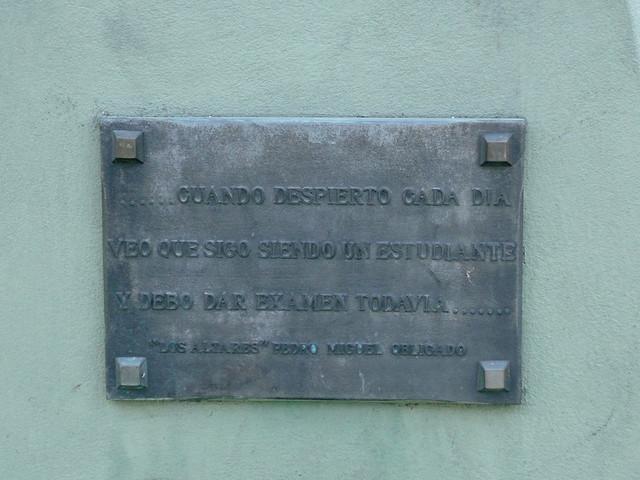 ......CUANDO DESPIERTO CADA DIA
VEO QUE SIGO SIENDO UN ESTUDIANTE
Y DEBO DAR EXAMEN TODAVIA.......
"LOS ALTARES" PEDRO MIGUEL OBLIGADO